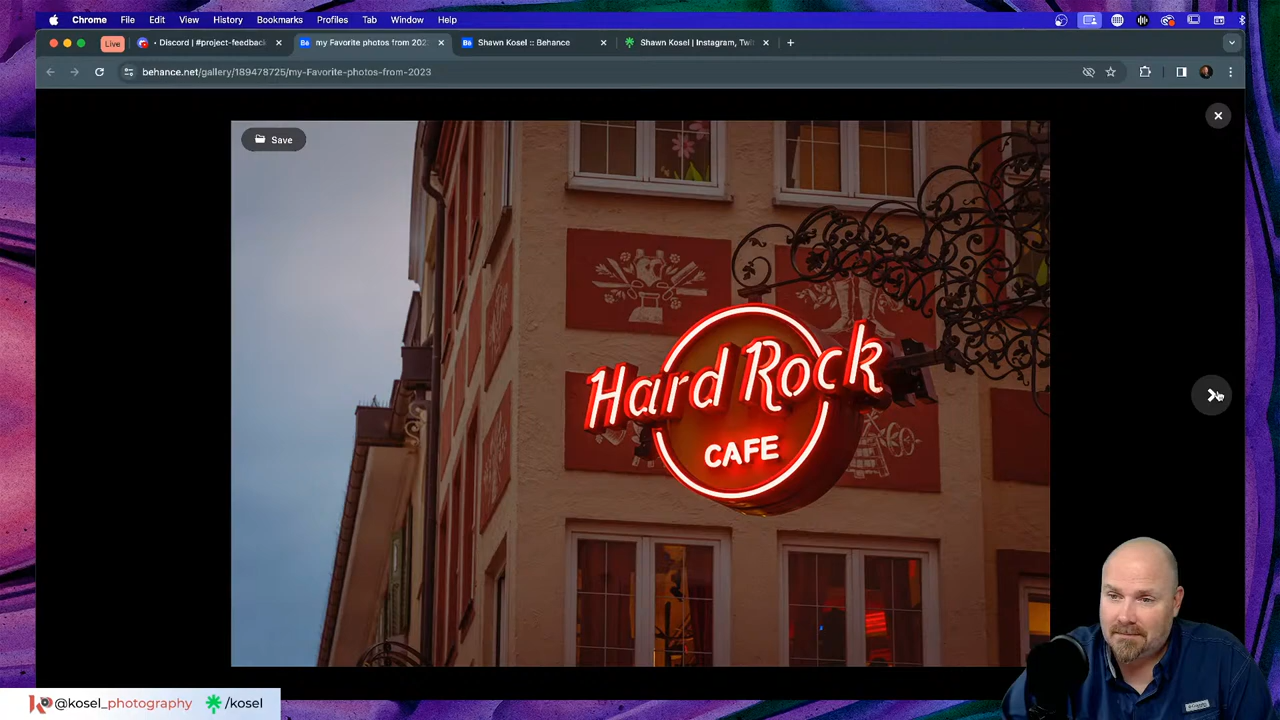 Chrome File Edit View History Bookmarks Profiles Tab Window Help
Live
• Discord | #project-feedback
Bē my Favorite photos from 202
Bē Shawn Kosel :: Behance
Shawn Kosel | Instagram, Twi
behance.net/gallery/189478725/my-Favorite-photos-from-2023
Save
Hard Rock
CAFE
@kosel_photography /kosel